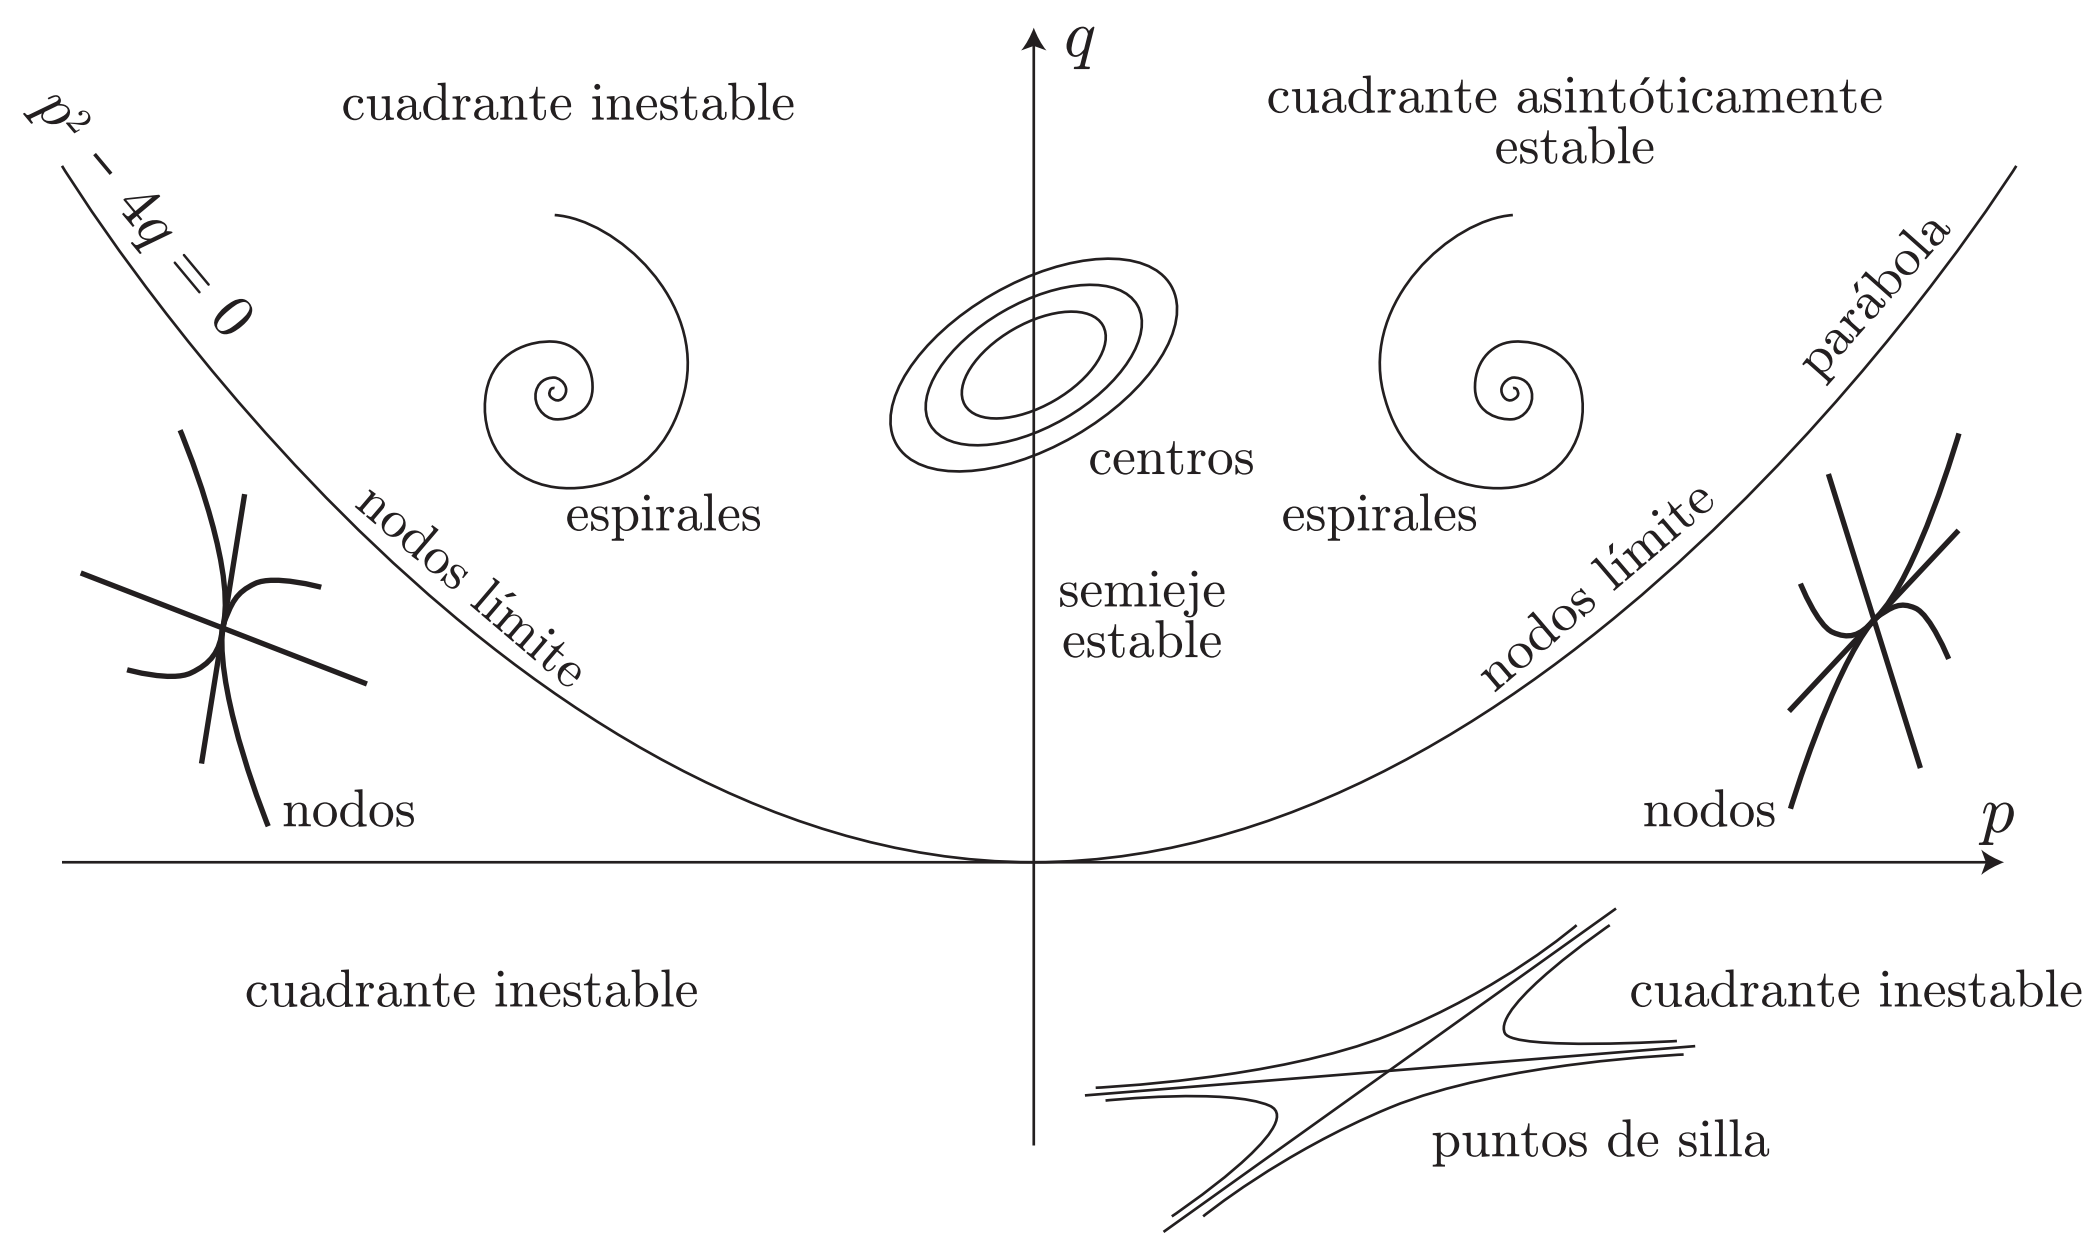 q
cuadrante inestable
cuadrante asintóticamente
estable
p² − 4q = 0
parábola
centros
espirales
espirales
nodos límite
nodos límite
semieje
estable
nodos
nodos
p
cuadrante inestable
cuadrante inestable
puntos de silla